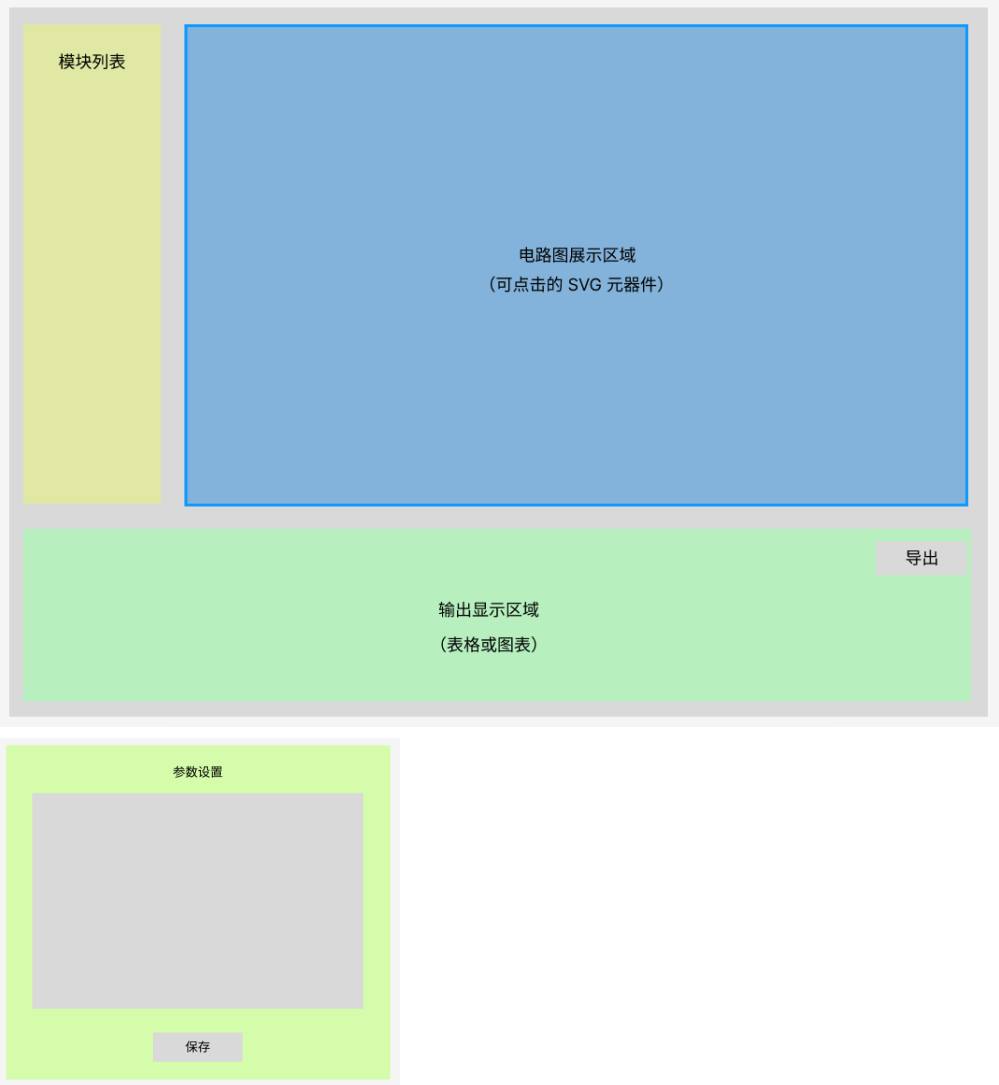 模块列表
电路图展示区域
（可点击的 SVG 元器件）
导出
输出显示区域
（表格或图表）
参数设置
保存